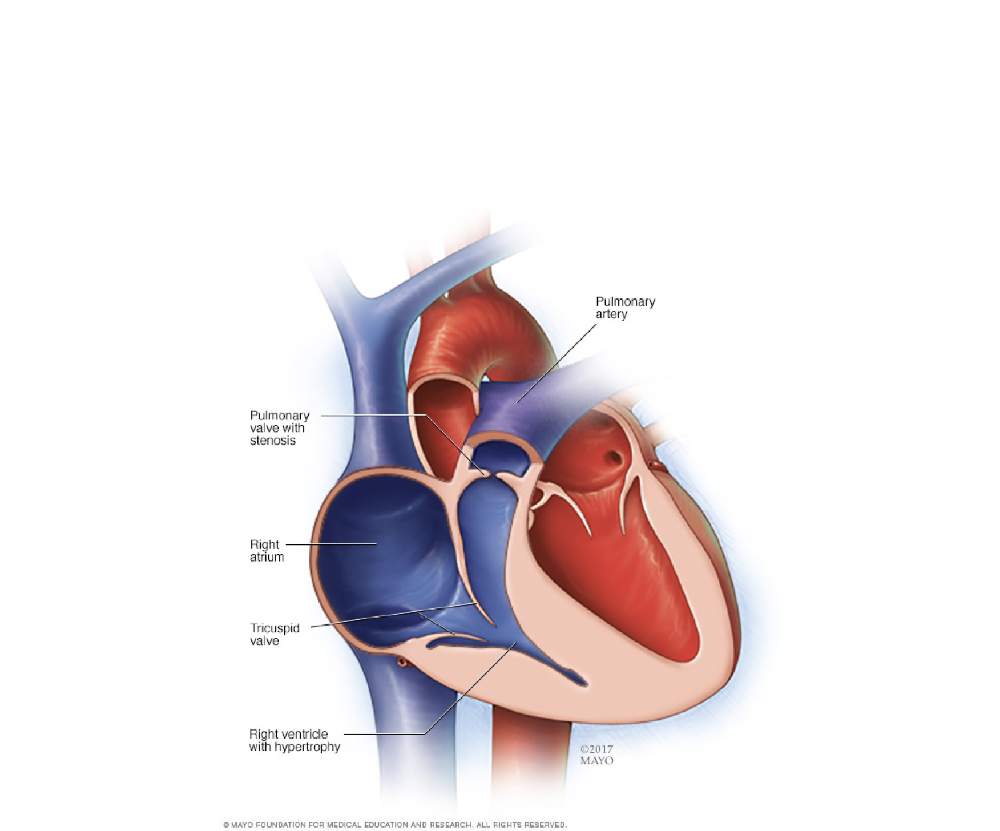 Pulmonary
artery
Pulmonary
valve with
stenosis
Right
atrium
Tricuspid
valve
Right ventricle
with hypertrophy
©2017
MAYO
© MAYO FOUNDATION FOR MEDICAL EDUCATION AND RESEARCH. ALL RIGHTS RESERVED.